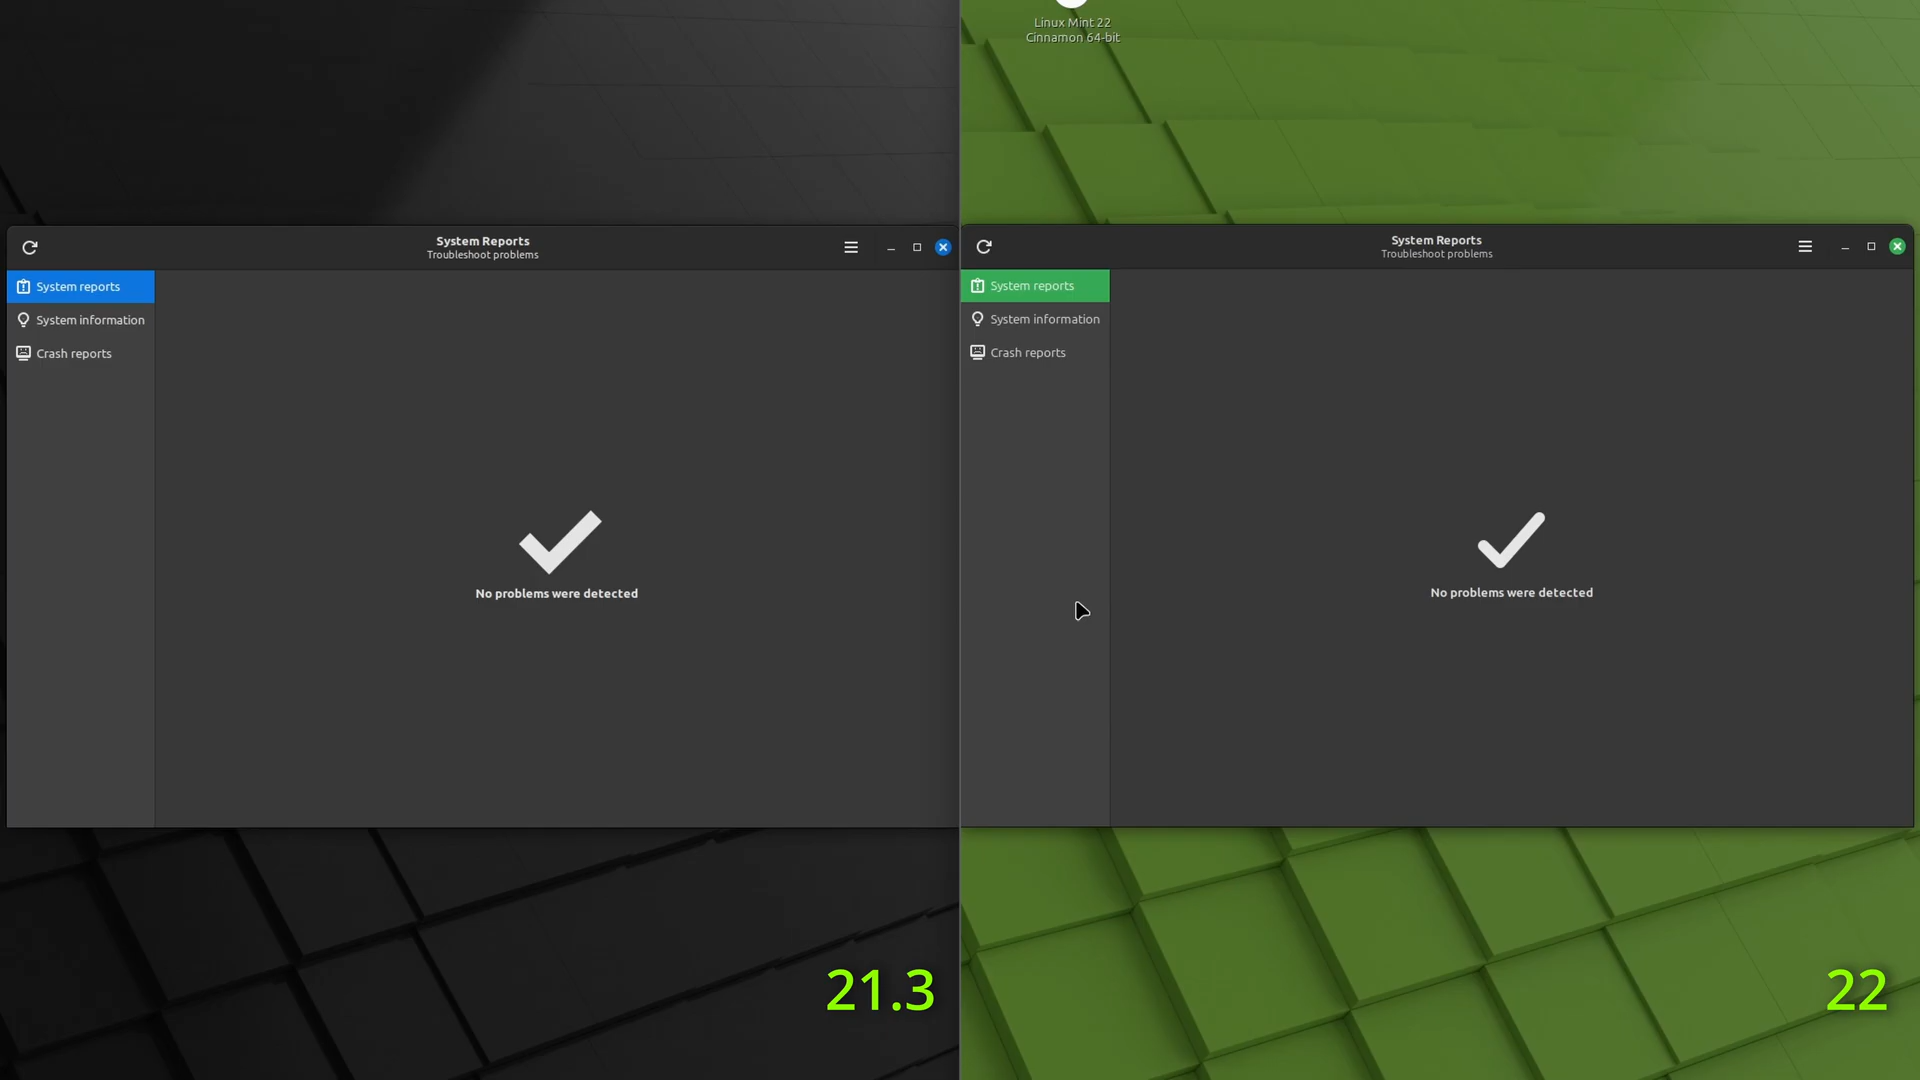 Linux Mint 22
Cinnamon 64-bit
System Reports
Troubleshoot problems
System reports
System information
Crash reports
No problems were detected
21.3
System Reports
Troubleshoot problems
System reports
System information
Crash reports
No problems were detected
22